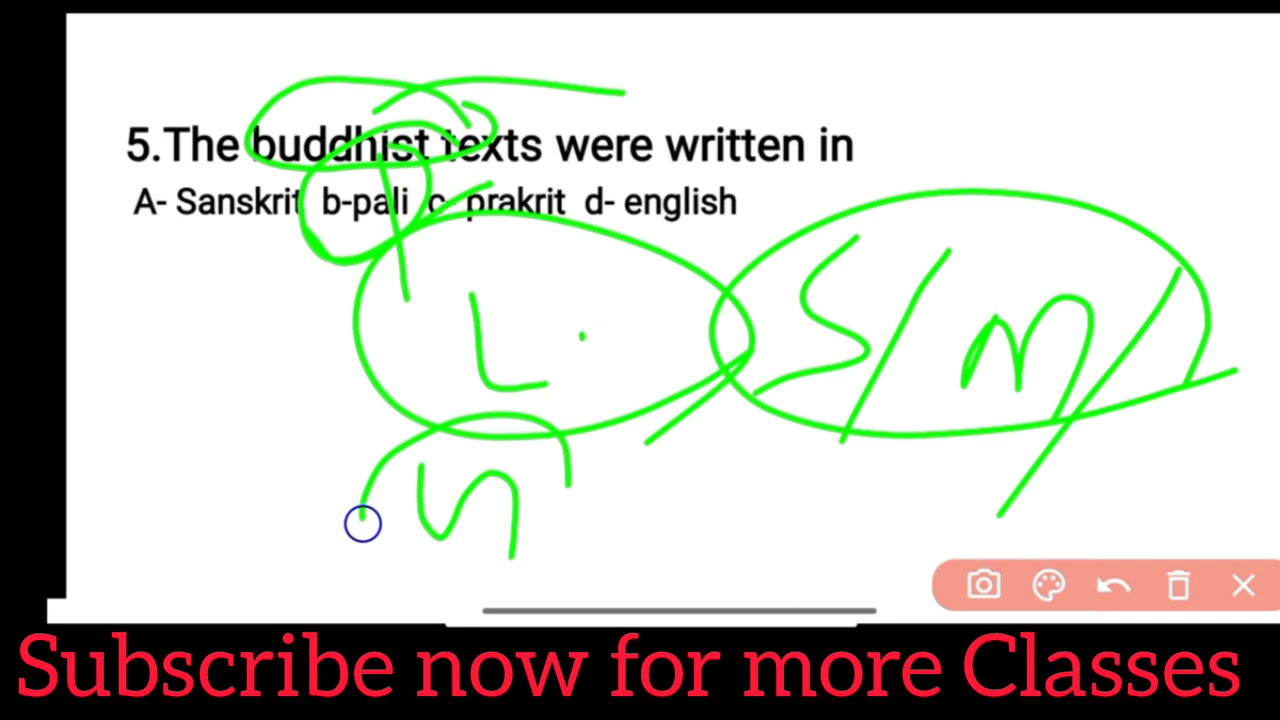 5.The buddhist texts were written in
A- Sanskrit b-pali c- prakrit d- english
L
S/M/
n
Subscribe now for more Classes